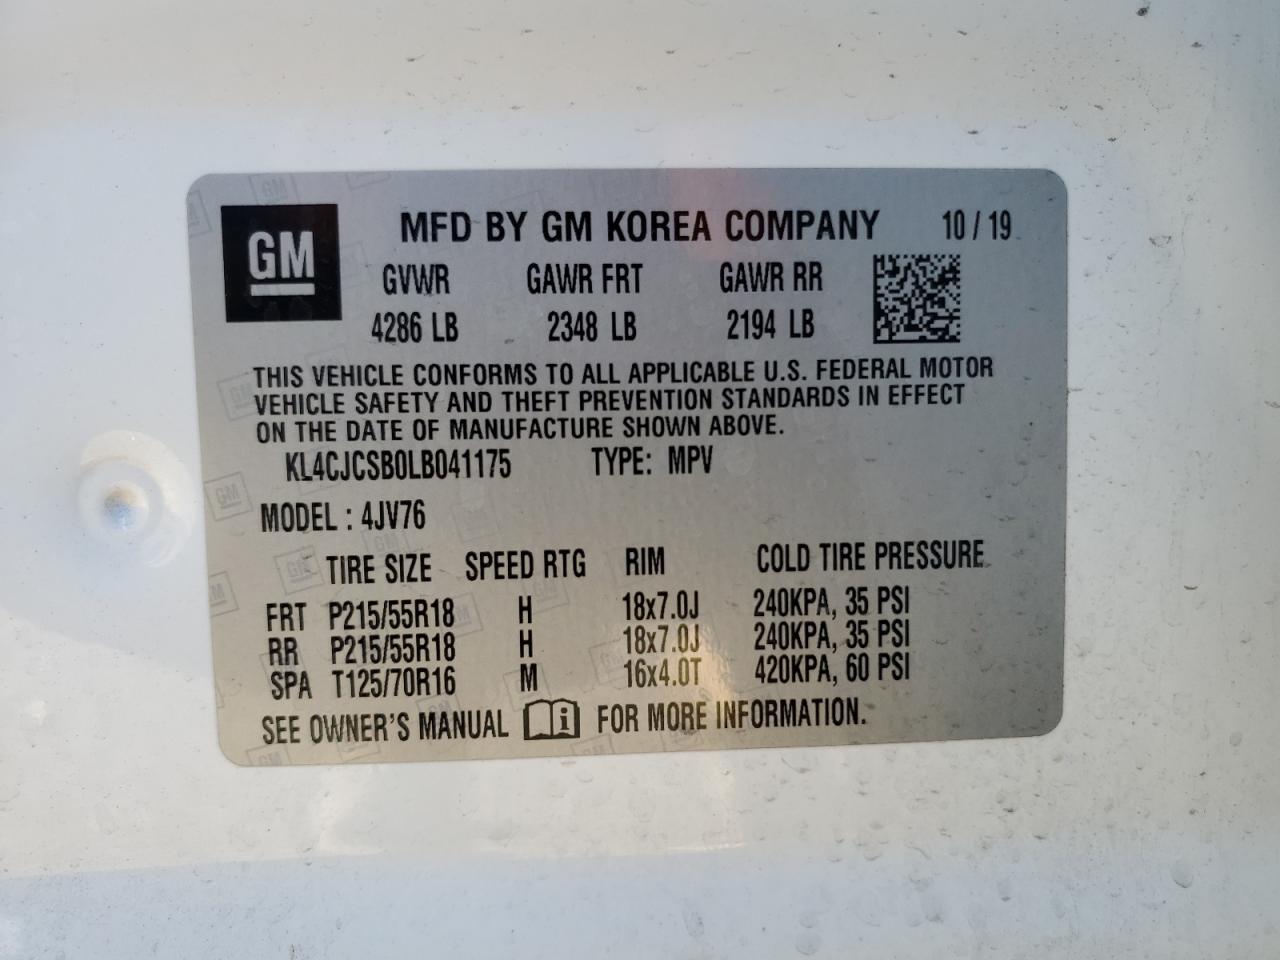 GM MFD BY GM KOREA COMPANY 10 / 19
GVWR GAWR FRT GAWR RR
4286 LB 2348 LB 2194 LB
THIS VEHICLE CONFORMS TO ALL APPLICABLE U.S. FEDERAL MOTOR
VEHICLE SAFETY AND THEFT PREVENTION STANDARDS IN EFFECT
ON THE DATE OF MANUFACTURE SHOWN ABOVE.
KL4CJCSB0LB041175 TYPE: MPV
MODEL : 4JV76
TIRE SIZE SPEED RTG RIM COLD TIRE PRESSURE
FRT P215/55R18 H 18x7.0J 240KPA, 35 PSI
RR P215/55R18 H 18x7.0J 240KPA, 35 PSI
SPA T125/70R16 M 16x4.0T 420KPA, 60 PSI
SEE OWNER'S MANUAL i FOR MORE INFORMATION.